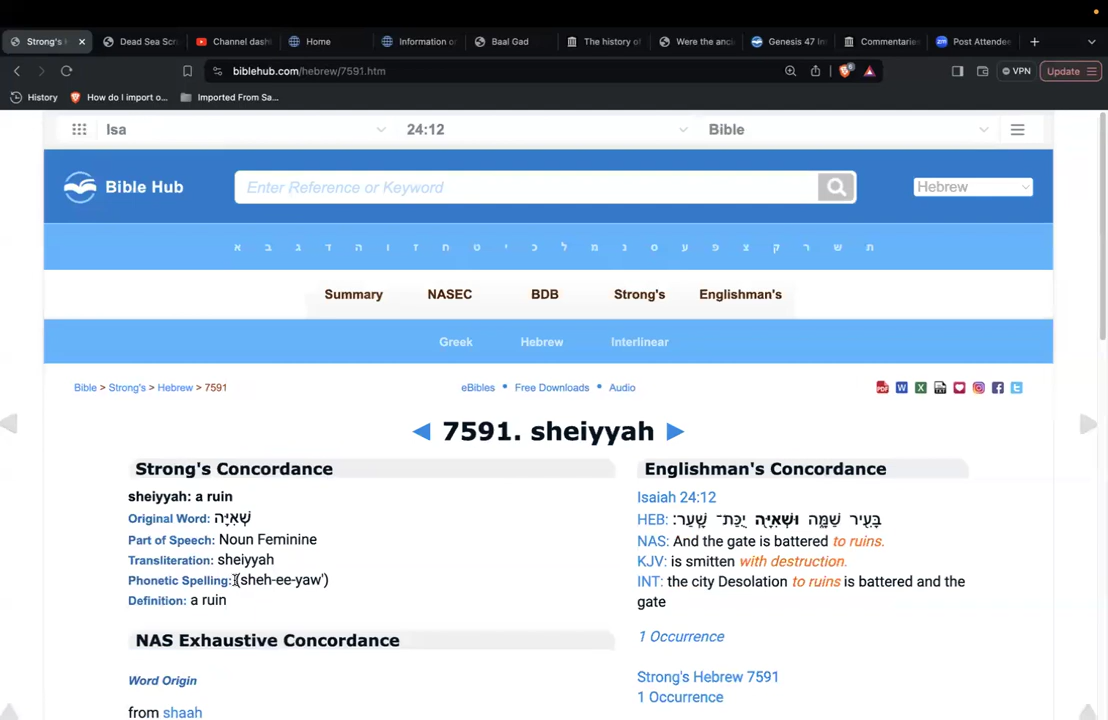 Strong's
Dead Sea Scr
Channel dash
Home
Information o
Baal Gad
The history of
Were the anci
Genesis 47 In
Commentarie
Post Attendee
biblehub.com/hebrew/7591.htm
VPN
Update
History
How do I import o...
Imported From Sa...
Isa
24:12
Bible
Bible Hub
Enter Reference or Keyword
Hebrew
א ב ג ד ה ו ז ח ט י כ ל מ נ ס ע פ צ ק ר ש ת
Summary NASEC BDB Strong's Englishman's
Greek Hebrew Interlinear
Bible > Strong's > Hebrew > 7591
eBibles • Free Downloads • Audio
◀ 7591. sheiyyah ▶
Strong's Concordance
sheiyyah: a ruin
Original Word: שְׁאִיָּה
Part of Speech: Noun Feminine
Transliteration: sheiyyah
Phonetic Spelling: (sheh-ee-yaw')
Definition: a ruin
NAS Exhaustive Concordance
Word Origin
from shaah
Englishman's Concordance
Isaiah 24:12
HEB: בָּעִ֖יר שַׁמָּ֑ה וּשְׁאִיָּ֖ה יֻכַּת־ שָֽׁעַר׃
NAS: And the gate is battered to ruins.
KJV: is smitten with destruction.
INT: the city Desolation to ruins is battered and the
gate
1 Occurrence
Strong's Hebrew 7591
1 Occurrence